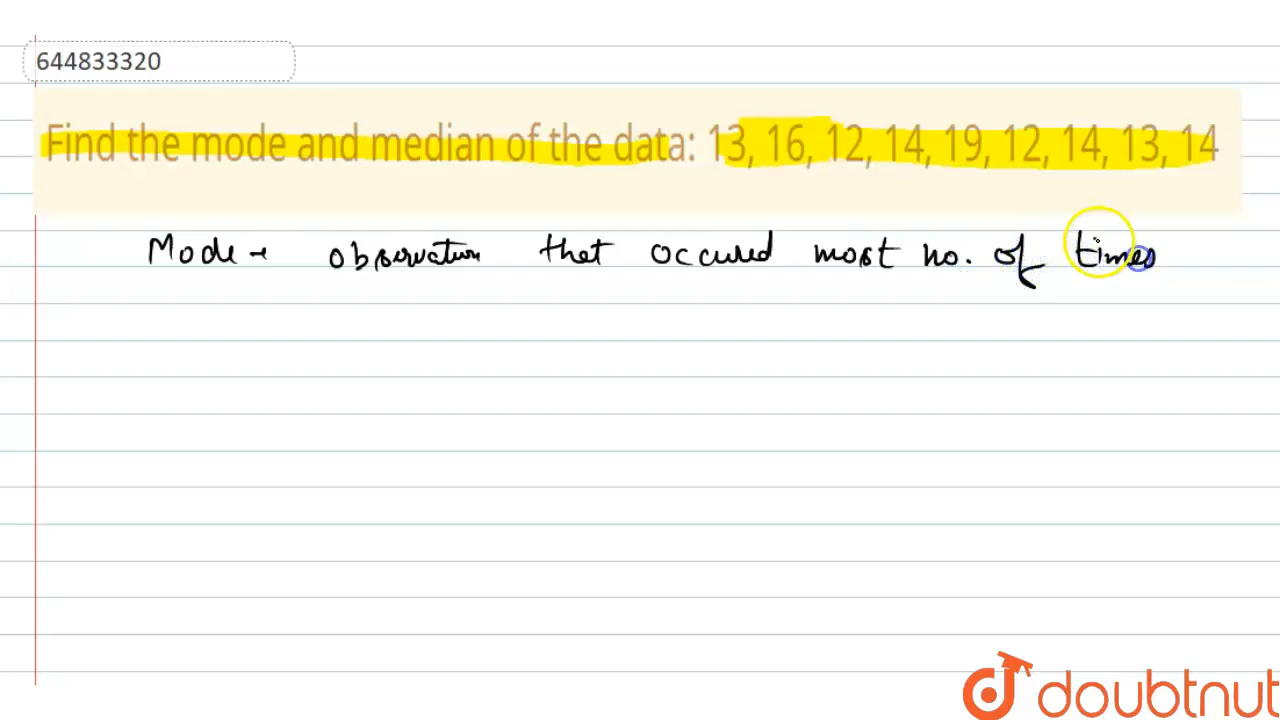 644833320
Find the mode and median of the data: 13, 16, 12, 14, 19, 12, 14, 13, 14
Mode → observation that occured most no. of times
doubtnut